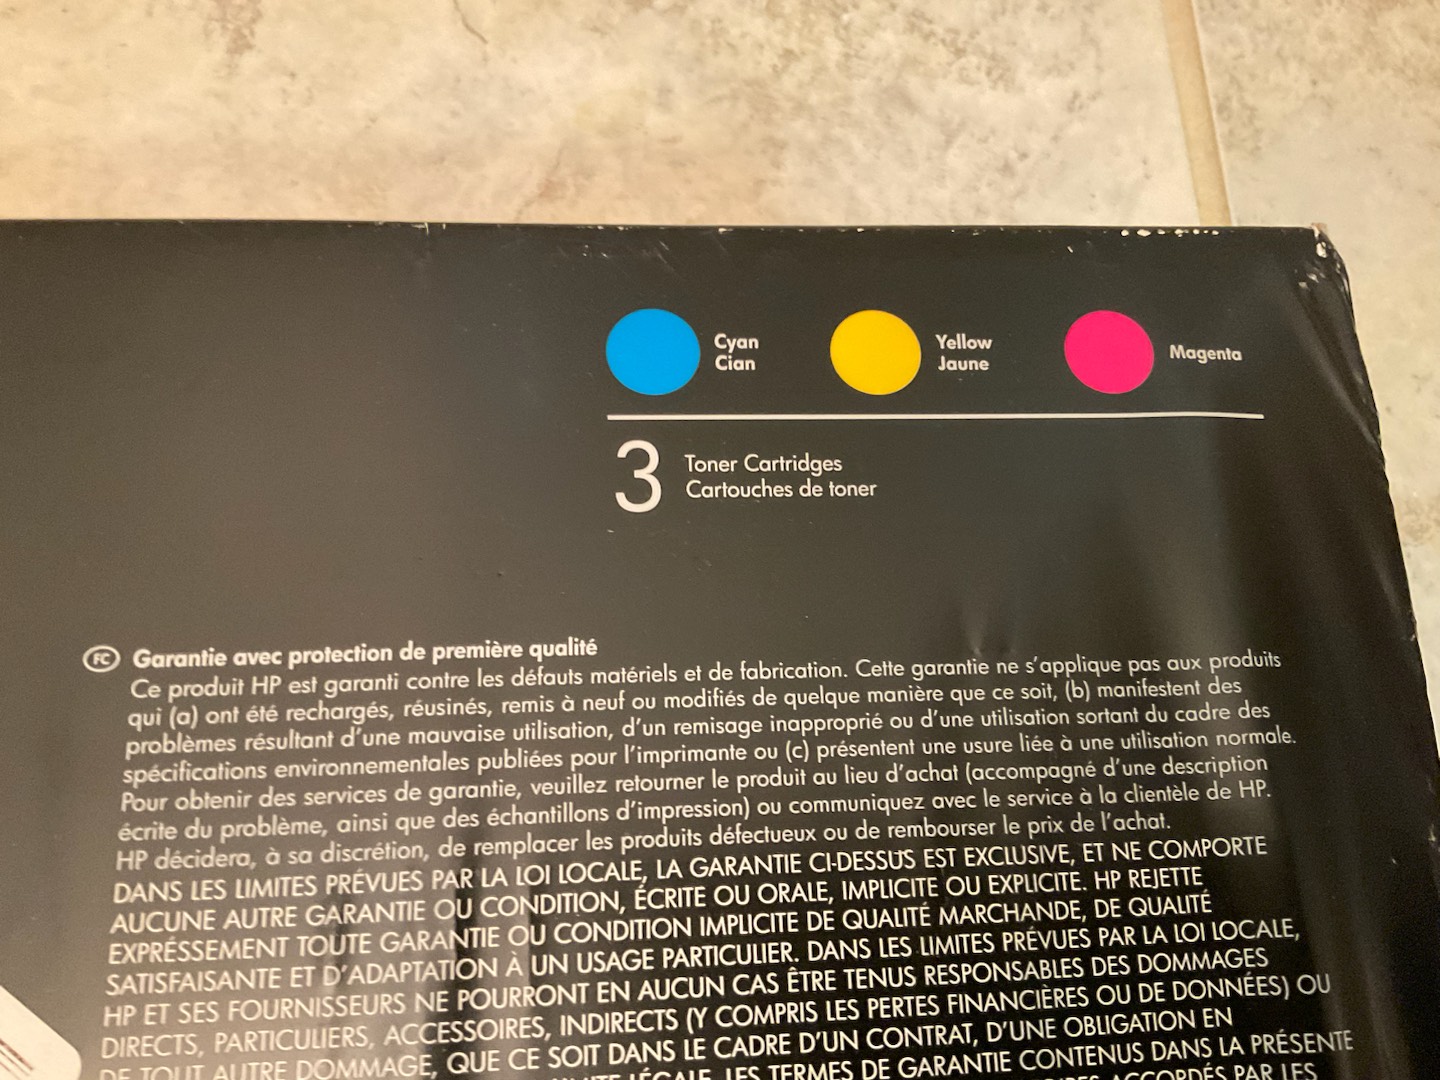 Cyan
Cian
Yellow
Jaune
Magenta
3
Toner Cartridges
Cartouches de toner
FC
Garantie avec protection de première qualité
Ce produit HP est garanti contre les défauts matériels et de fabrication. Cette garantie ne s'applique pas aux produits
qui (a) ont été rechargés, réusinés, remis à neuf ou modifiés de quelque manière que ce soit, (b) manifestent des
problèmes résultant d'une mauvaise utilisation, d'un remisage inapproprié ou d'une utilisation sortant du cadre des
spécifications environnementales publiées pour l'imprimante ou (c) présentent une usure liée à une utilisation normale.
Pour obtenir des services de garantie, veuillez retourner le produit au lieu d'achat (accompagné d'une description
écrite du problème, ainsi que des échantillons d'impression) ou communiquez avec le service à la clientèle de HP.
HP décidera, à sa discrétion, de remplacer les produits défectueux ou de rembourser le prix de l'achat.
DANS LES LIMITES PRÉVUES PAR LA LOI LOCALE, LA GARANTIE CI-DESSUS EST EXCLUSIVE, ET NE COMPORTE
AUCUNE AUTRE GARANTIE OU CONDITION, ÉCRITE OU ORALE, IMPLICITE OU EXPLICITE. HP REJETTE
EXPRÉSSEMENT TOUTE GARANTIE OU CONDITION IMPLICITE DE QUALITÉ MARCHANDE, DE QUALITÉ
SATISFAISANTE ET D'ADAPTATION À UN USAGE PARTICULIER. DANS LES LIMITES PRÉVUES PAR LA LOI LOCALE,
HP ET SES FOURNISSEURS NE POURRONT EN AUCUN CAS ÊTRE TENUS RESPONSABLES DES DOMMAGES
DIRECTS, PARTICULIERS, ACCESSOIRES, INDIRECTS (Y COMPRIS LES PERTES FINANCIÈRES OU DE DONNÉES) OU
DE TOUT AUTRE DOMMAGE, QUE CE SOIT DANS LE CADRE D'UN CONTRAT, D'UNE OBLIGATION EN
LÉGALE. LES TERMES DE GARANTIE CONTENUS DANS LA PRÉSENTE
ACCORDÉS PAR LES